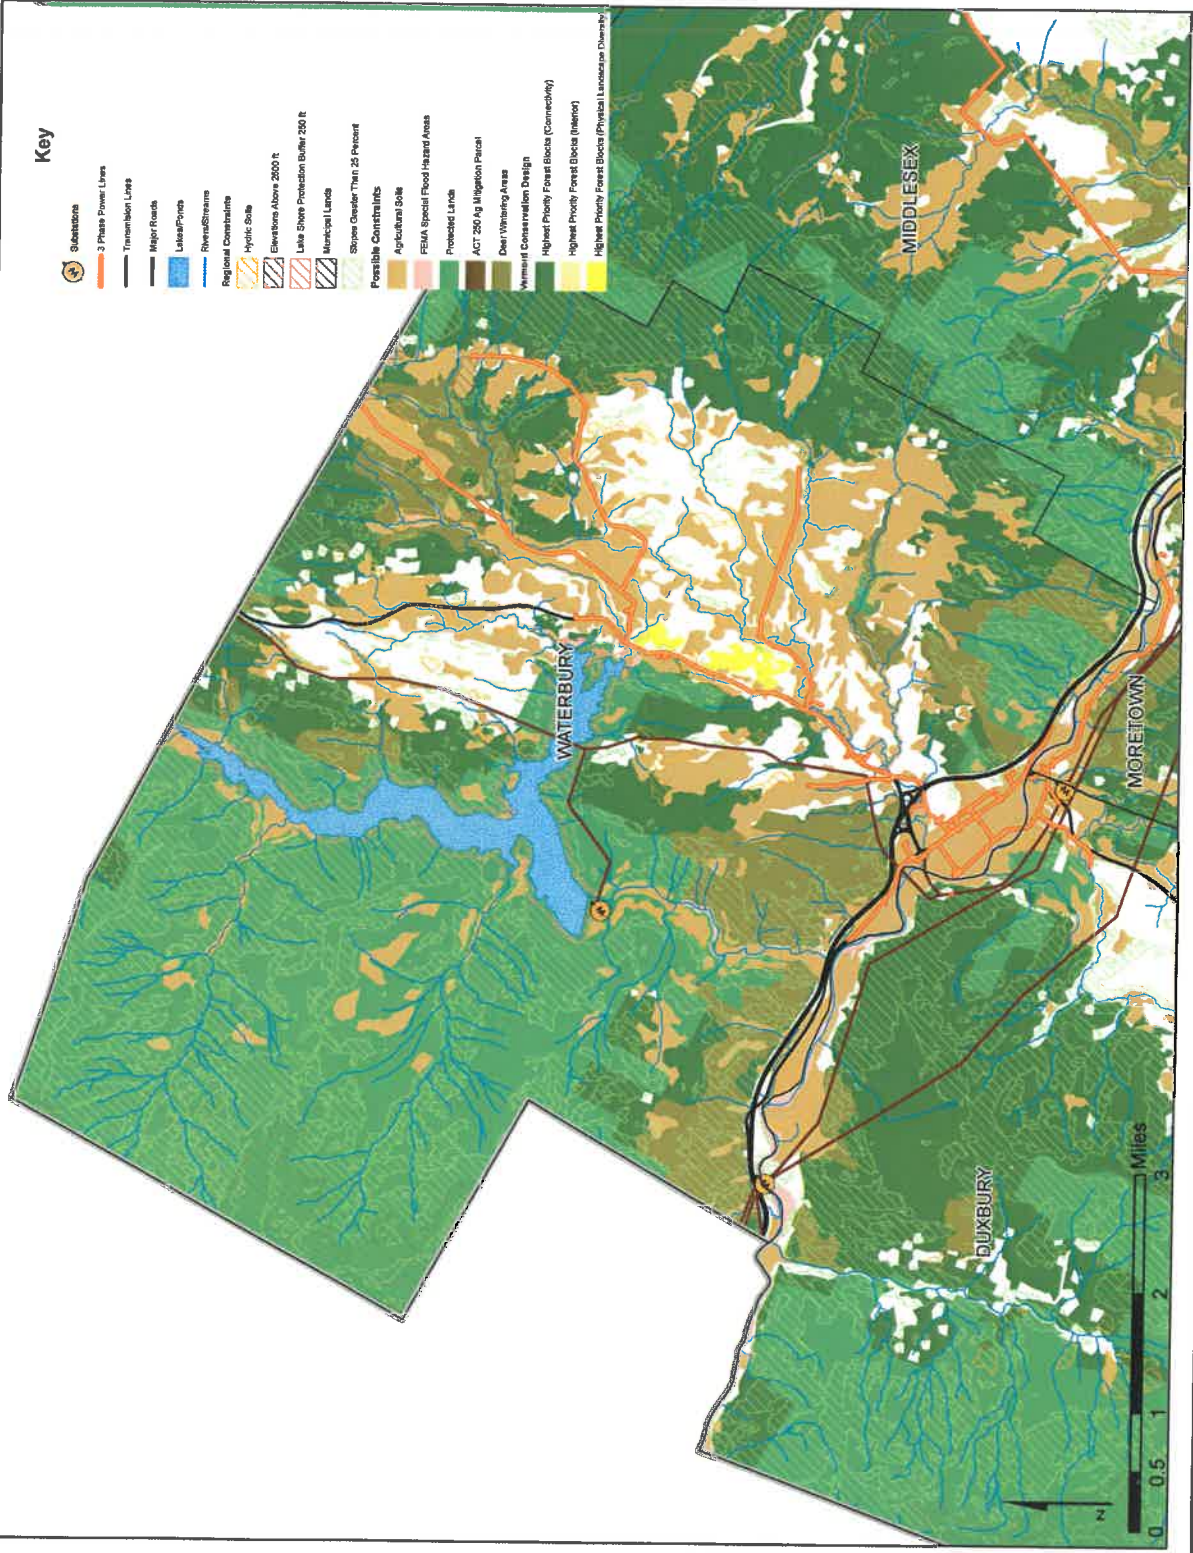 Key
Substations
3 Phase Power Lines
Transmission Lines
Major Roads
Lakes/Ponds
Rivers/Streams
Regional Constraints
Hydric Soils
Elevations Above 2500 ft
Lake Shore Protection Buffer 250 ft
Municipal Lands
Slopes Greater Than 25 Percent
Possible Constraints
Agricultural Soils
FEMA Special Flood Hazard Areas
Protected Lands
ACT 250 Ag Mitigation Parcel
Deer Wintering Areas
Vermont Conservation Design
Highest Priority Forest Blocks (Connectivity)
Highest Priority Forest Blocks (Interior)
Highest Priority Forest Blocks (Physical Landscape Diversity)
WATERBURY
MIDDLESEX
MORETOWN
DUXBURY
N
0 0.5 1 2 3
Miles